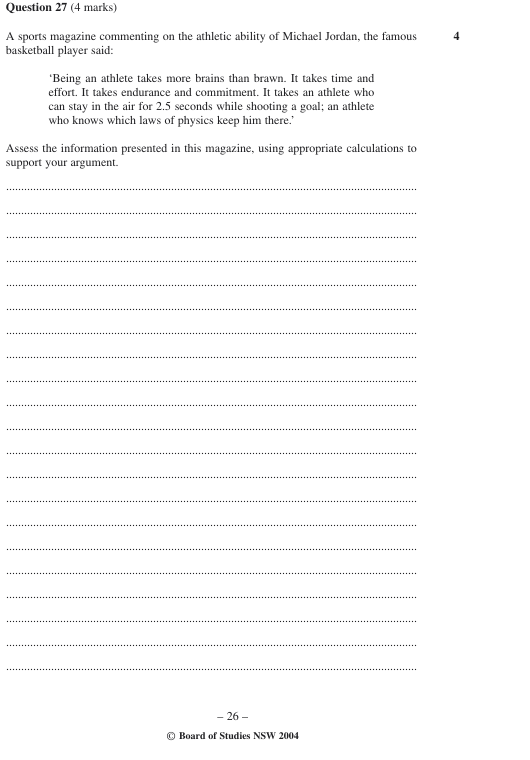 Question 27 (4 marks)
A sports magazine commenting on the athletic ability of Michael Jordan, the famous 4
basketball player said:
‘Being an athlete takes more brains than brawn. It takes time and
effort. It takes endurance and commitment. It takes an athlete who
can stay in the air for 2.5 seconds while shooting a goal; an athlete
who knows which laws of physics keep him there.’
Assess the information presented in this magazine, using appropriate calculations to
support your argument.
– 26 –
© Board of Studies NSW 2004